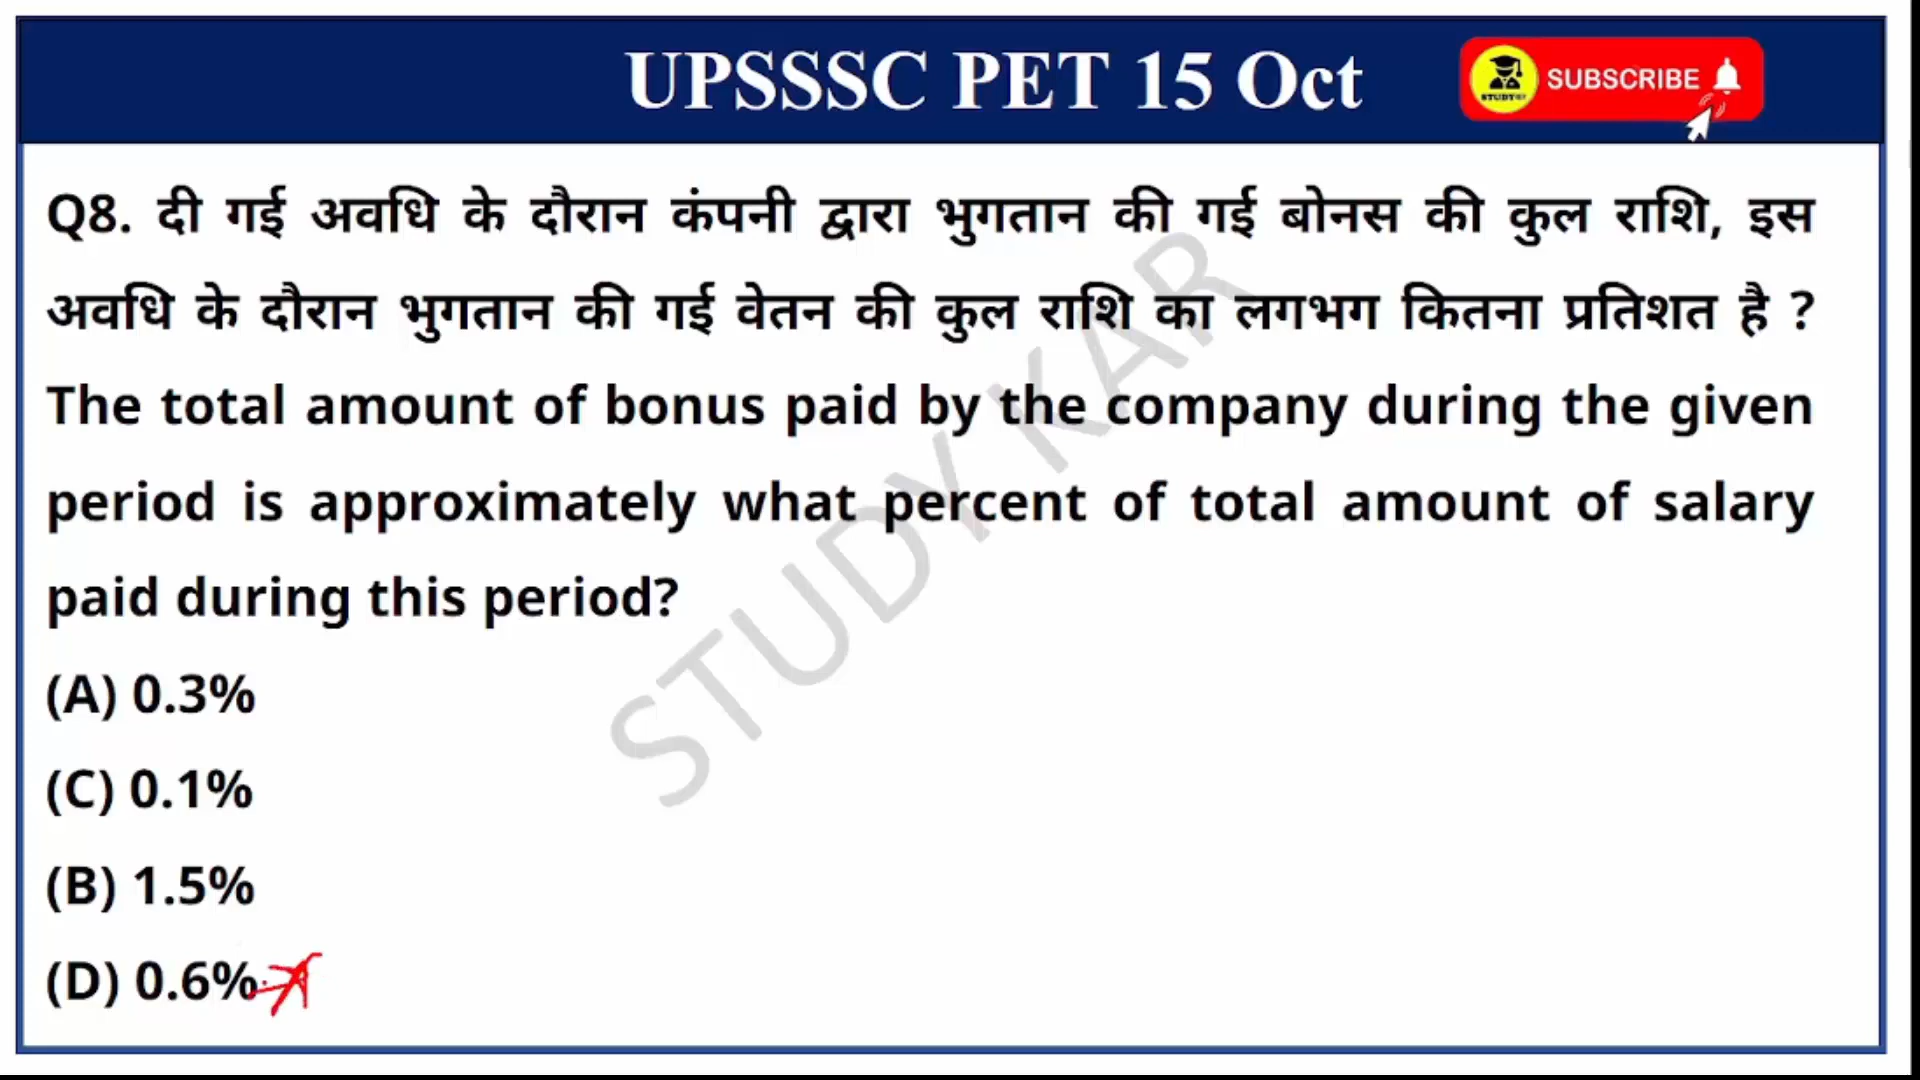 UPSSSC PET 15 Oct
SUBSCRIBE
Q8. दी गई अवधि के दौरान कंपनी द्वारा भुगतान की गई बोनस की कुल राशि, इस
अवधि के दौरान भुगतान की गई वेतन की कुल राशि का लगभग कितना प्रतिशत है ?
The total amount of bonus paid by the company during the given
period is approximately what percent of total amount of salary
paid during this period?
(A) 0.3%
(C) 0.1%
(B) 1.5%
(D) 0.6%
STUDY KAR